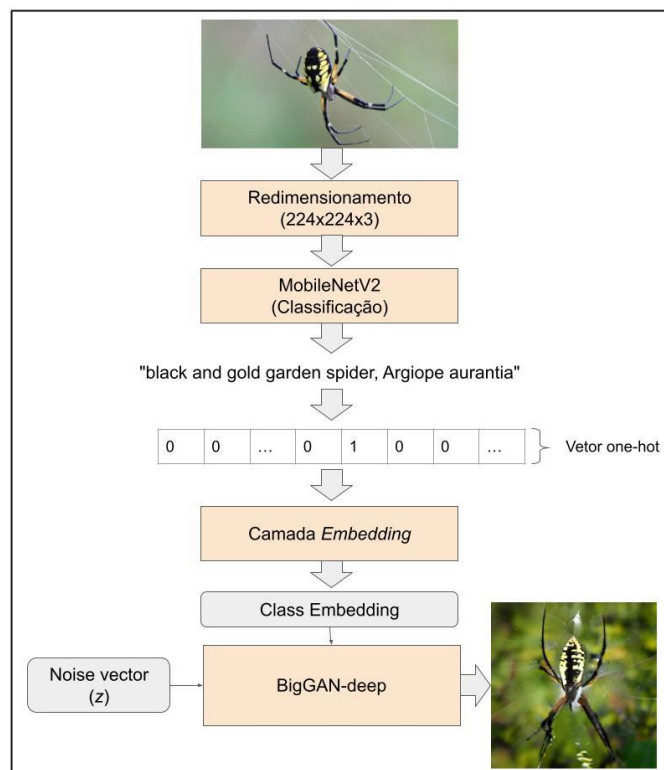 Redimensionamento
(224x224x3)
MobileNetV2
(Classificação)
"black and gold garden spider, Argiope aurantia"
0 0 ... 0 1 0 0 ...
Vetor one-hot
Camada Embedding
Class Embedding
Noise vector
(z)
BigGAN-deep